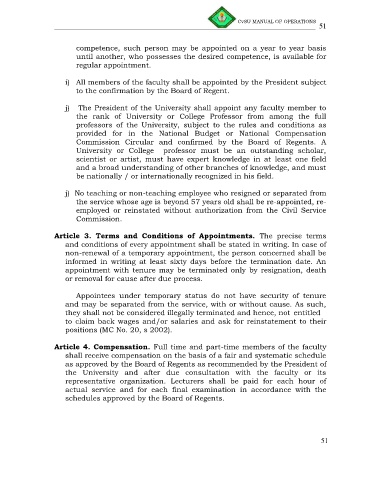 CvSU MANUAL OF OPERATIONS
51
competence, such person may be appointed on a year to year basis
until another, who possesses the desired competence, is available for
regular appointment.
i) All members of the faculty shall be appointed by the President subject
to the confirmation by the Board of Regent.
j) The President of the University shall appoint any faculty member to
the rank of University or College Professor from among the full
professors of the University, subject to the rules and conditions as
provided for in the National Budget or National Compensation
Commission Circular and confirmed by the Board of Regents. A
University or College professor must be an outstanding scholar,
scientist or artist, must have expert knowledge in at least one field
and a broad understanding of other branches of knowledge, and must
be nationally / or internationally recognized in his field.
j) No teaching or non-teaching employee who resigned or separated from
the service whose age is beyond 57 years old shall be re-appointed, re-
employed or reinstated without authorization from the Civil Service
Commission.
Article 3. Terms and Conditions of Appointments. The precise terms
and conditions of every appointment shall be stated in writing. In case of
non-renewal of a temporary appointment, the person concerned shall be
informed in writing at least sixty days before the termination date. An
appointment with tenure may be terminated only by resignation, death
or removal for cause after due process.
Appointees under temporary status do not have security of tenure
and may be separated from the service, with or without cause. As such,
they shall not be considered illegally terminated and hence, not entitled
to claim back wages and/or salaries and ask for reinstatement to their
positions (MC No. 20, s 2002).
Article 4. Compensation. Full time and part-time members of the faculty
shall receive compensation on the basis of a fair and systematic schedule
as approved by the Board of Regents as recommended by the President of
the University and after due consultation with the faculty or its
representative organization. Lecturers shall be paid for each hour of
actual service and for each final examination in accordance with the
schedules approved by the Board of Regents.
51